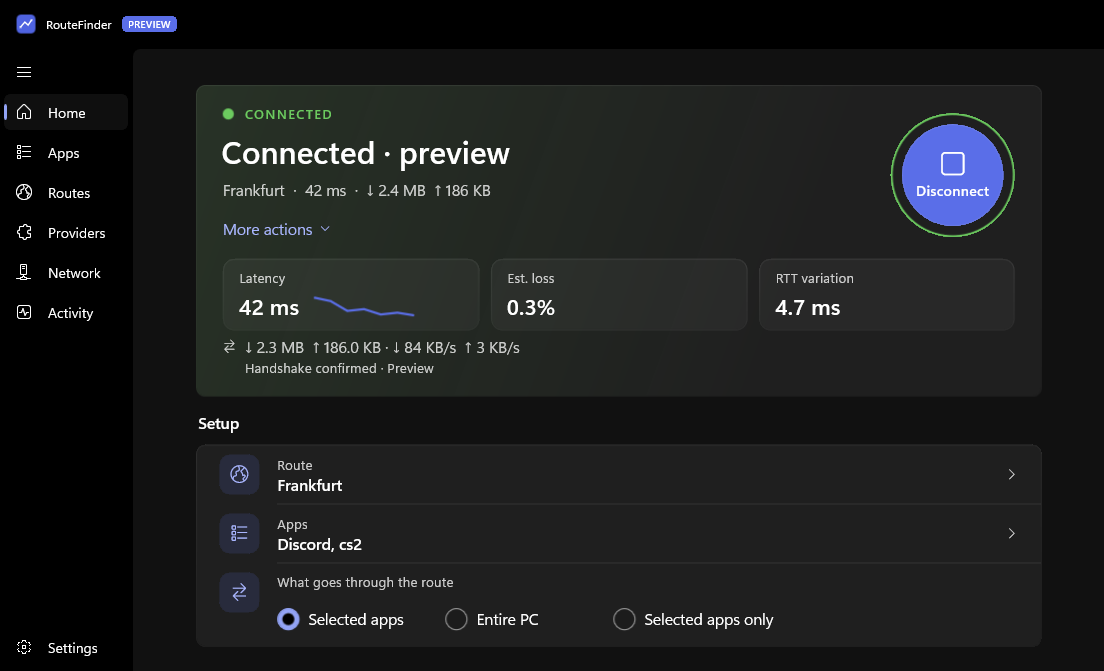 RouteFinder PREVIEW
Home
Apps
Routes
Providers
Network
Activity
Settings
CONNECTED
Connected · preview
Frankfurt · 42 ms · ↓ 2.4 MB ↑ 186 KB
More actions
Disconnect
Latency
42 ms
Est. loss
0.3%
RTT variation
4.7 ms
↓ 2.3 MB ↑ 186.0 KB · ↓ 84 KB/s ↑ 3 KB/s
Handshake confirmed · Preview
Setup
Route
Frankfurt
Apps
Discord, cs2
What goes through the route
Selected apps
Entire PC
Selected apps only